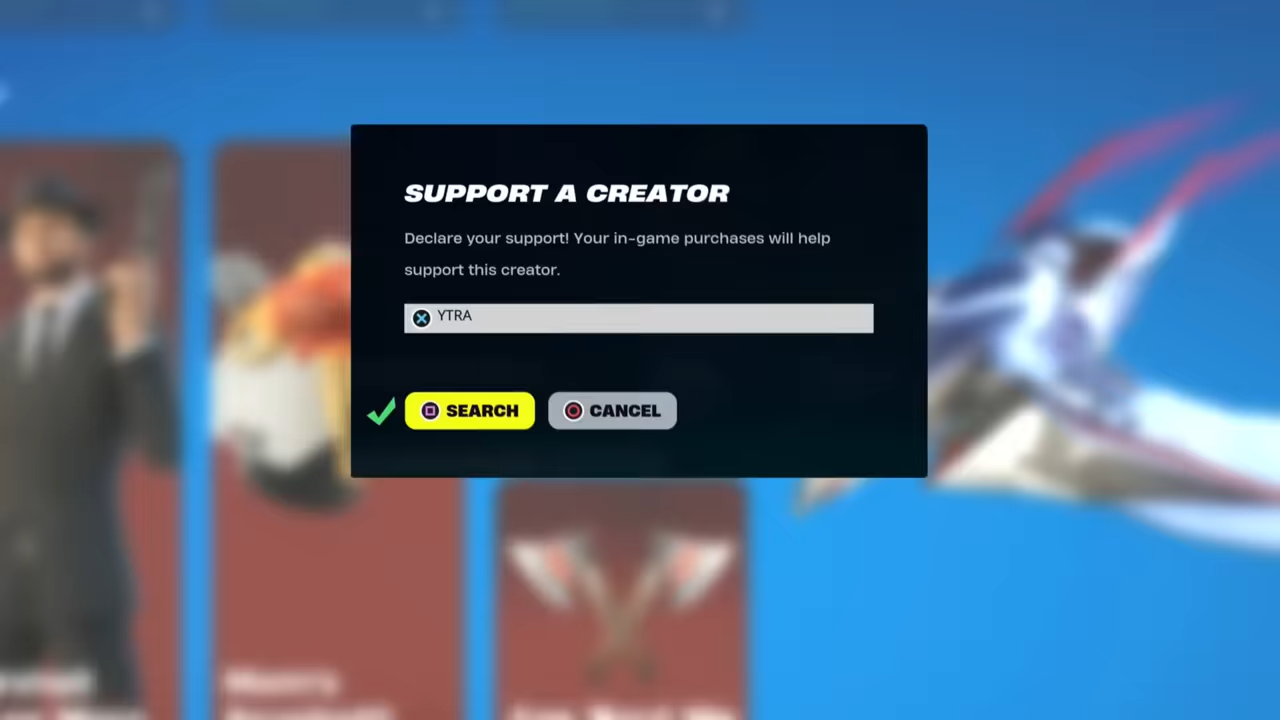 SUPPORT A CREATOR
Declare your support! Your in-game purchases will help
support this creator.
YTRA
SEARCH CANCEL